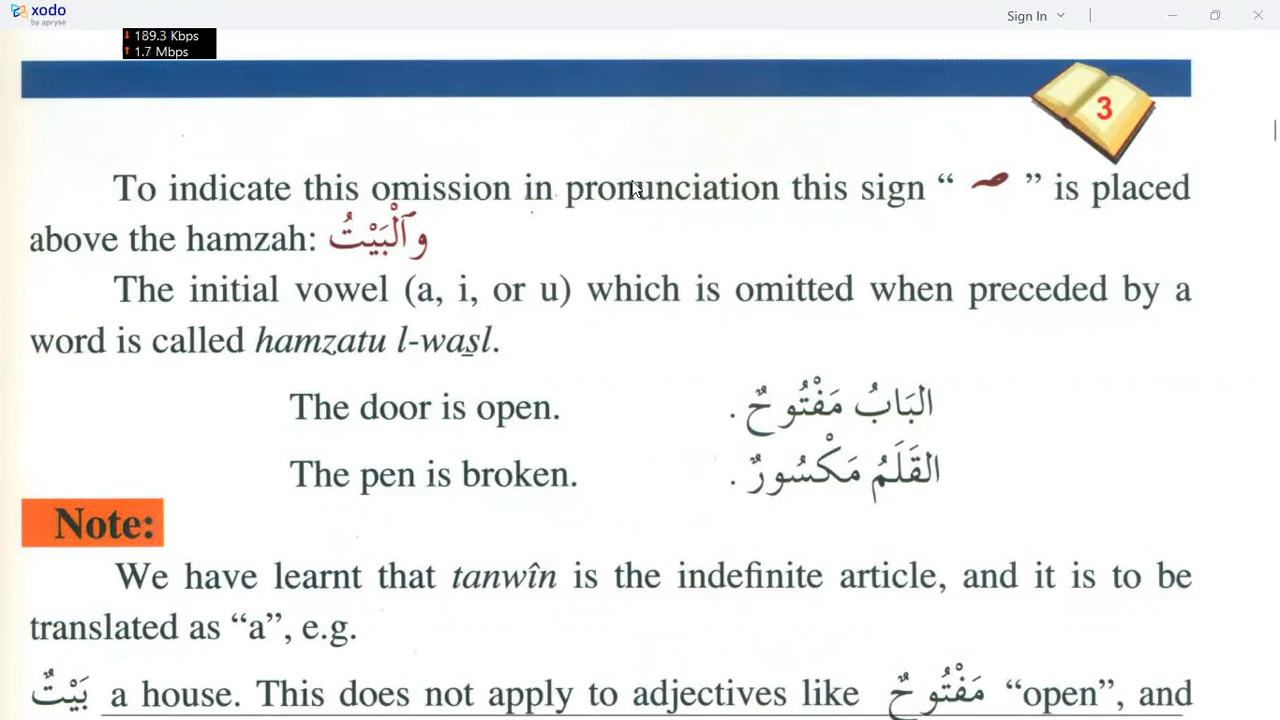 xodo
by apryse
Sign In
189.3 Kbps
1.7 Mbps
3
To indicate this omission in pronunciation this sign “ ۔ ” is placed
above the hamzah: وَٱلْبَيْتُ
The initial vowel (a, i, or u) which is omitted when preceded by a
word is called hamzatu l-waṣl.
The door is open. البَابُ مَفْتُوحٌ .
The pen is broken. القَلَمُ مَكْسُورٌ .
Note:
We have learnt that tanwîn is the indefinite article, and it is to be
translated as “a”, e.g.
بَيْتٌ a house. This does not apply to adjectives like مَفْتُوحٌ “open”, and